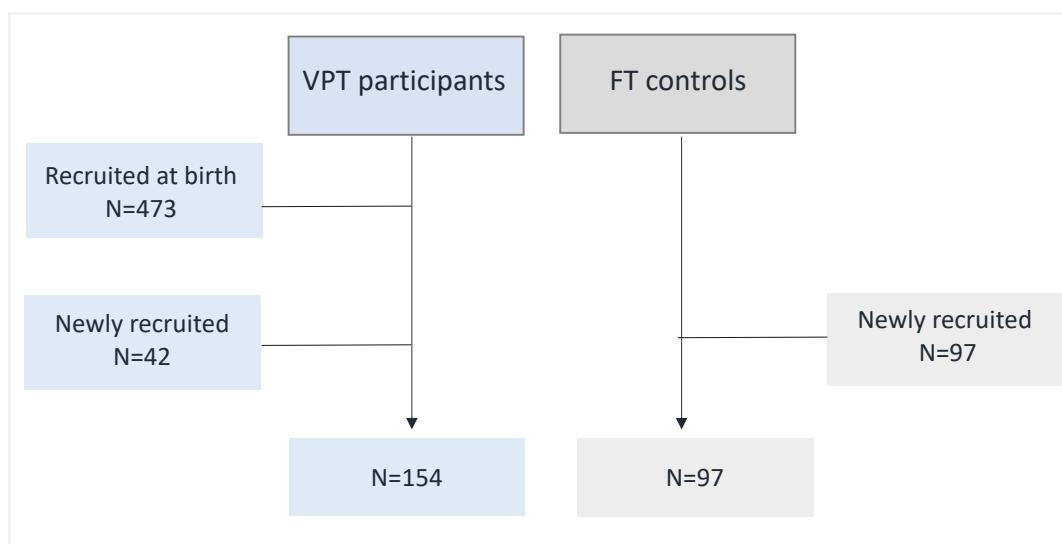 VPT participants
FT controls
Recruited at birth
N=473
Newly recruited
N=42
Newly recruited
N=97
N=154
N=97